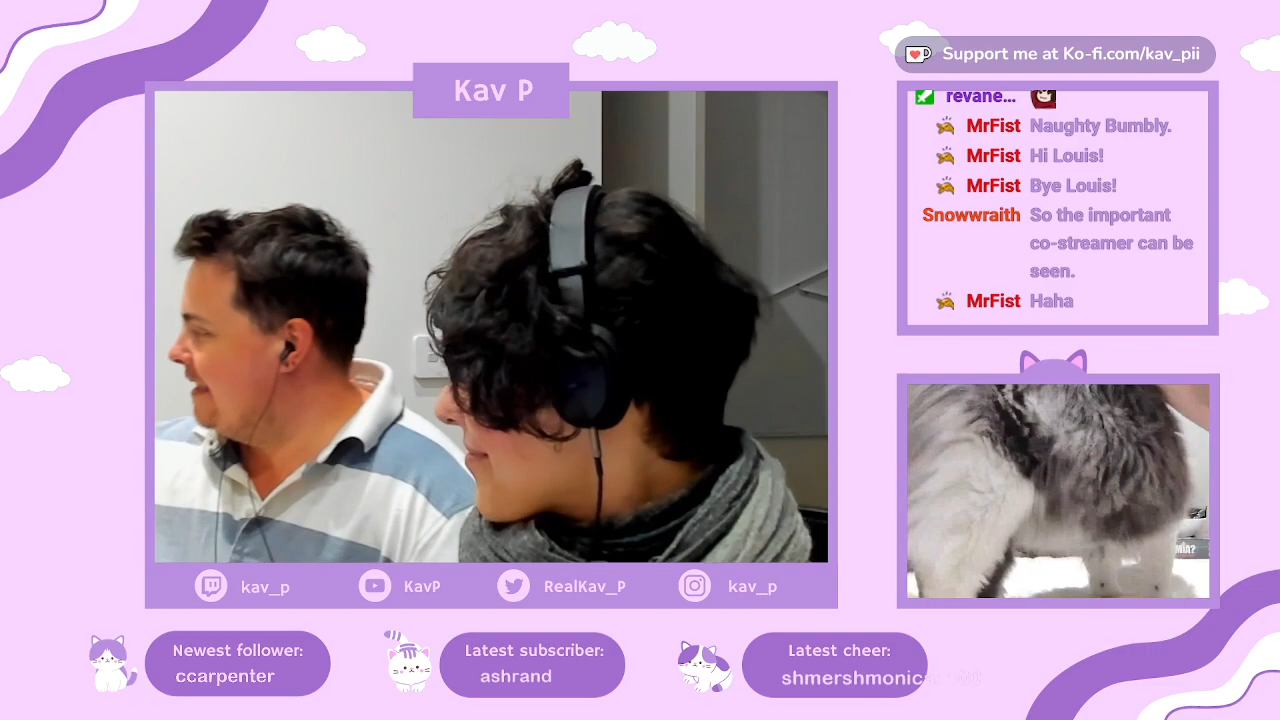 Support me at Ko-fi.com/kav_pii
Kav P
revane...
MrFist Naughty Bumbly.
MrFist Hi Louis!
MrFist Bye Louis!
Snowwraith So the important
co-streamer can be
seen.
MrFist Haha
kav_p KavP RealKav_P kav_p
Newest follower:
ccarpenter
Latest subscriber:
ashrand
Latest cheer: